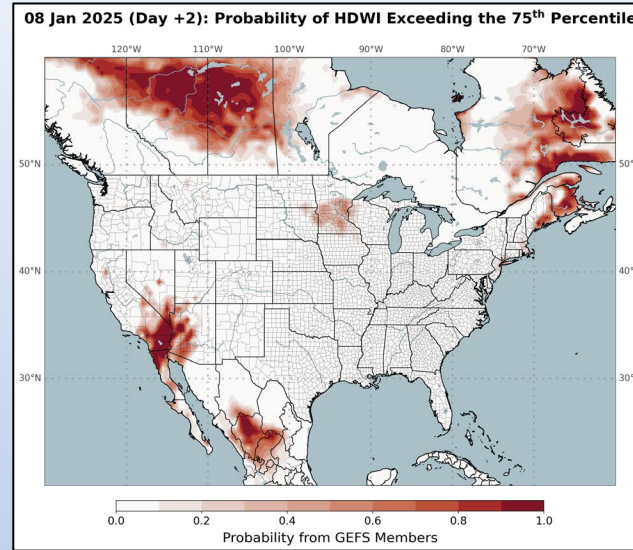 08 Jan 2025 (Day +2): Probability of HDWI Exceeding the 75th Percentile
120°W 110°W 100°W 90°W 80°W 70°W
50°N 50°N
40°N 40°N
30°N 30°N
0.0 0.2 0.4 0.6 0.8 1.0
Probability from GEFS Members